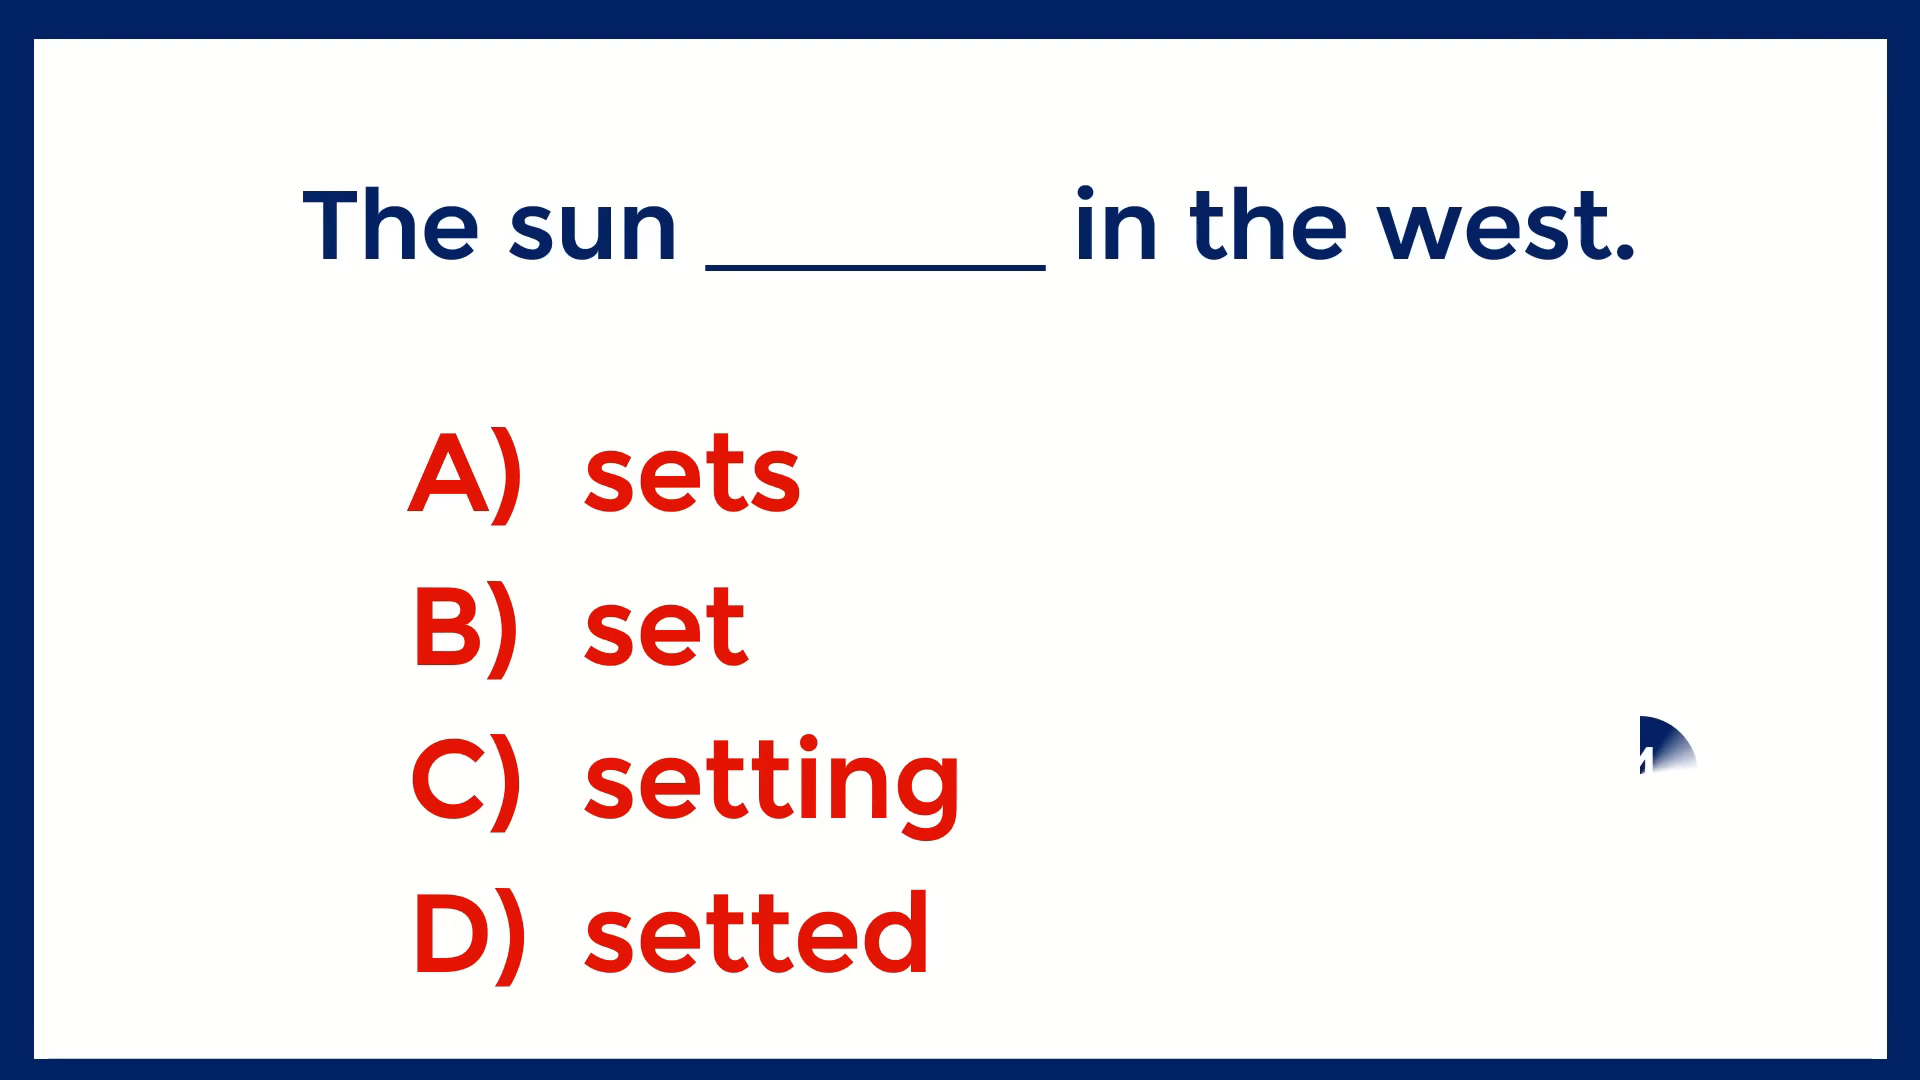 The sun ________ in the west.
A) sets
B) set
C) setting
D) setted